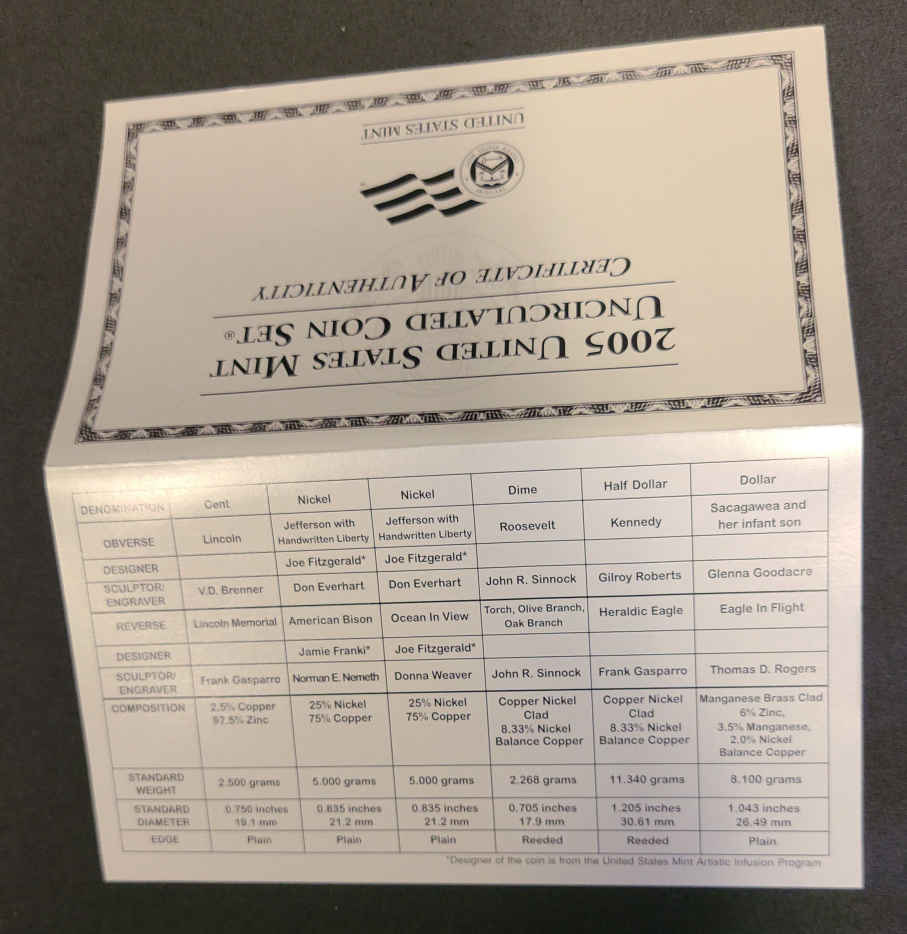 UNITED STATES MINT
CERTIFICATE OF AUTHENTICITY
2005 UNITED STATES MINT
UNCIRCULATED COIN SET®
DENOMINATION Cent Nickel Nickel Dime Half Dollar Dollar
OBVERSE Lincoln Jefferson with Handwritten Liberty Jefferson with Handwritten Liberty Roosevelt Kennedy Sacagawea and her infant son
DESIGNER Joe Fitzgerald* Joe Fitzgerald*
SCULPTOR/ENGRAVER V.D. Brenner Don Everhart Don Everhart John R. Sinnock Gilroy Roberts Glenna Goodacre
REVERSE Lincoln Memorial American Bison Ocean In View Torch, Olive Branch, Oak Branch Heraldic Eagle Eagle In Flight
DESIGNER Jamie Franki* Joe Fitzgerald*
SCULPTOR/ENGRAVER Frank Gasparro Norman E. Nemeth Donna Weaver John R. Sinnock Frank Gasparro Thomas D. Rogers
COMPOSITION 2.5% Copper 97.5% Zinc 25% Nickel 75% Copper 25% Nickel 75% Copper Copper Nickel Clad 8.33% Nickel Balance Copper Copper Nickel Clad 8.33% Nickel Balance Copper Manganese Brass Clad 6% Zinc, 3.5% Manganese, 2.0% Nickel Balance Copper
STANDARD WEIGHT 2.500 grams 5.000 grams 5.000 grams 2.268 grams 11.340 grams 8.100 grams
STANDARD DIAMETER 0.750 inches 19.1 mm 0.835 inches 21.2 mm 0.835 inches 21.2 mm 0.705 inches 17.9 mm 1.205 inches 30.61 mm 1.043 inches 26.49 mm
EDGE Plain Plain Plain Reeded Reeded Plain
*Designer of the coin is from the United States Mint Artistic Infusion Program